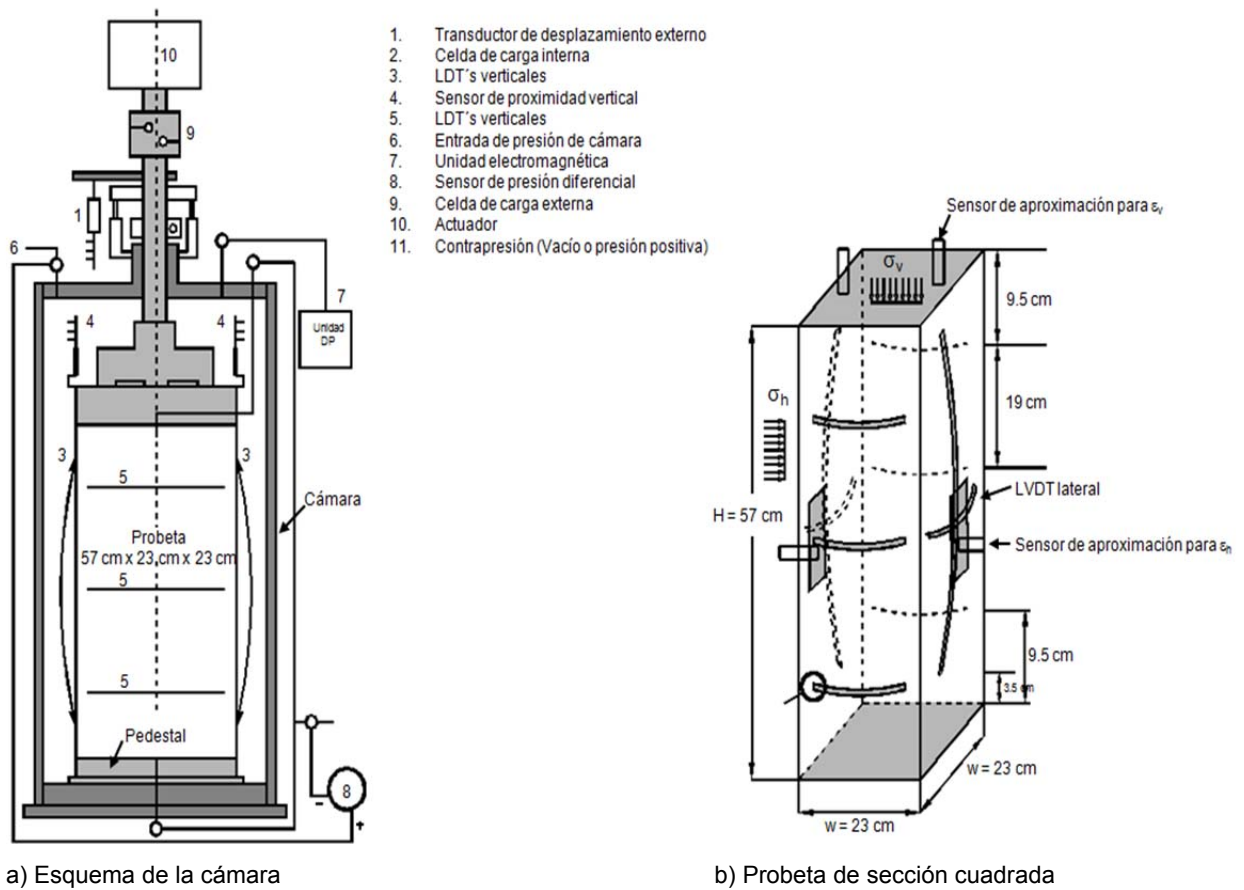 10
9
1
6
7
Unidad
DP
4
4
3
3
5
Probeta
57 cm x 23 cm x 23 cm
5
5
Cámara
Pedestal
8
-
+
1. Transductor de desplazamiento externo
2. Celda de carga interna
3. LDT´s verticales
4. Sensor de proximidad vertical
5. LDT´s verticales
6. Entrada de presión de cámara
7. Unidad electromagnética
8. Sensor de presión diferencial
9. Celda de carga externa
10. Actuador
11. Contrapresión (Vacío o presión positiva)
Sensor de aproximación para εv
σv
9.5 cm
19 cm
σh
LVDT lateral
H = 57 cm
Sensor de aproximación para εh
9.5 cm
3.5 cm
w = 23 cm
w = 23 cm
a) Esquema de la cámara
b) Probeta de sección cuadrada